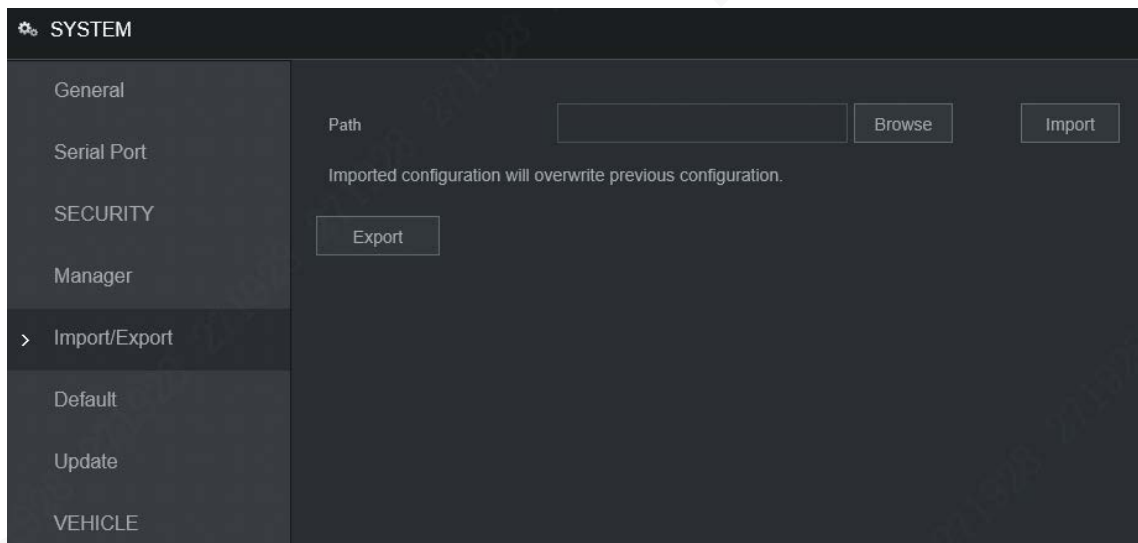 SYSTEM
General
Serial Port
SECURITY
Manager
Import/Export
Default
Update
VEHICLE
Path
Browse
Import
Imported configuration will overwrite previous configuration.
Export